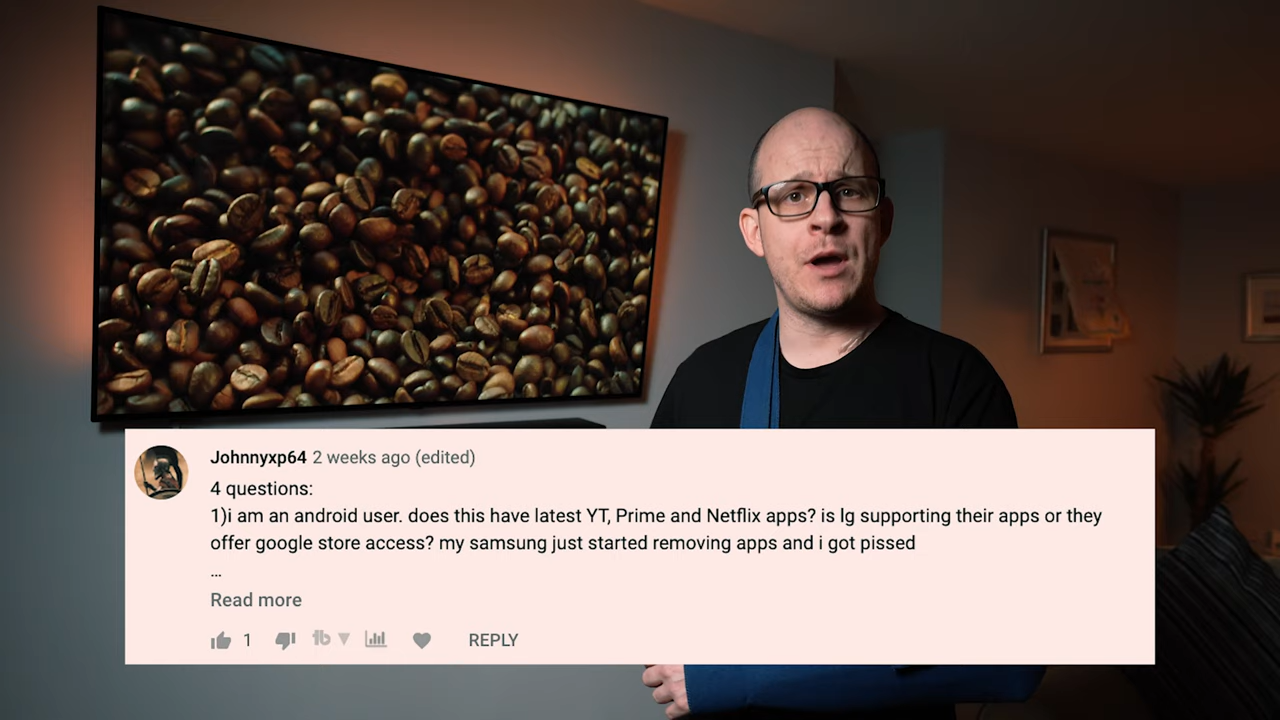 Johnnyxp64 2 weeks ago (edited)
4 questions:
1)i am an android user. does this have latest YT, Prime and Netflix apps? is lg supporting their apps or they
offer google store access? my samsung just started removing apps and i got pissed
...
Read more
1 tb REPLY